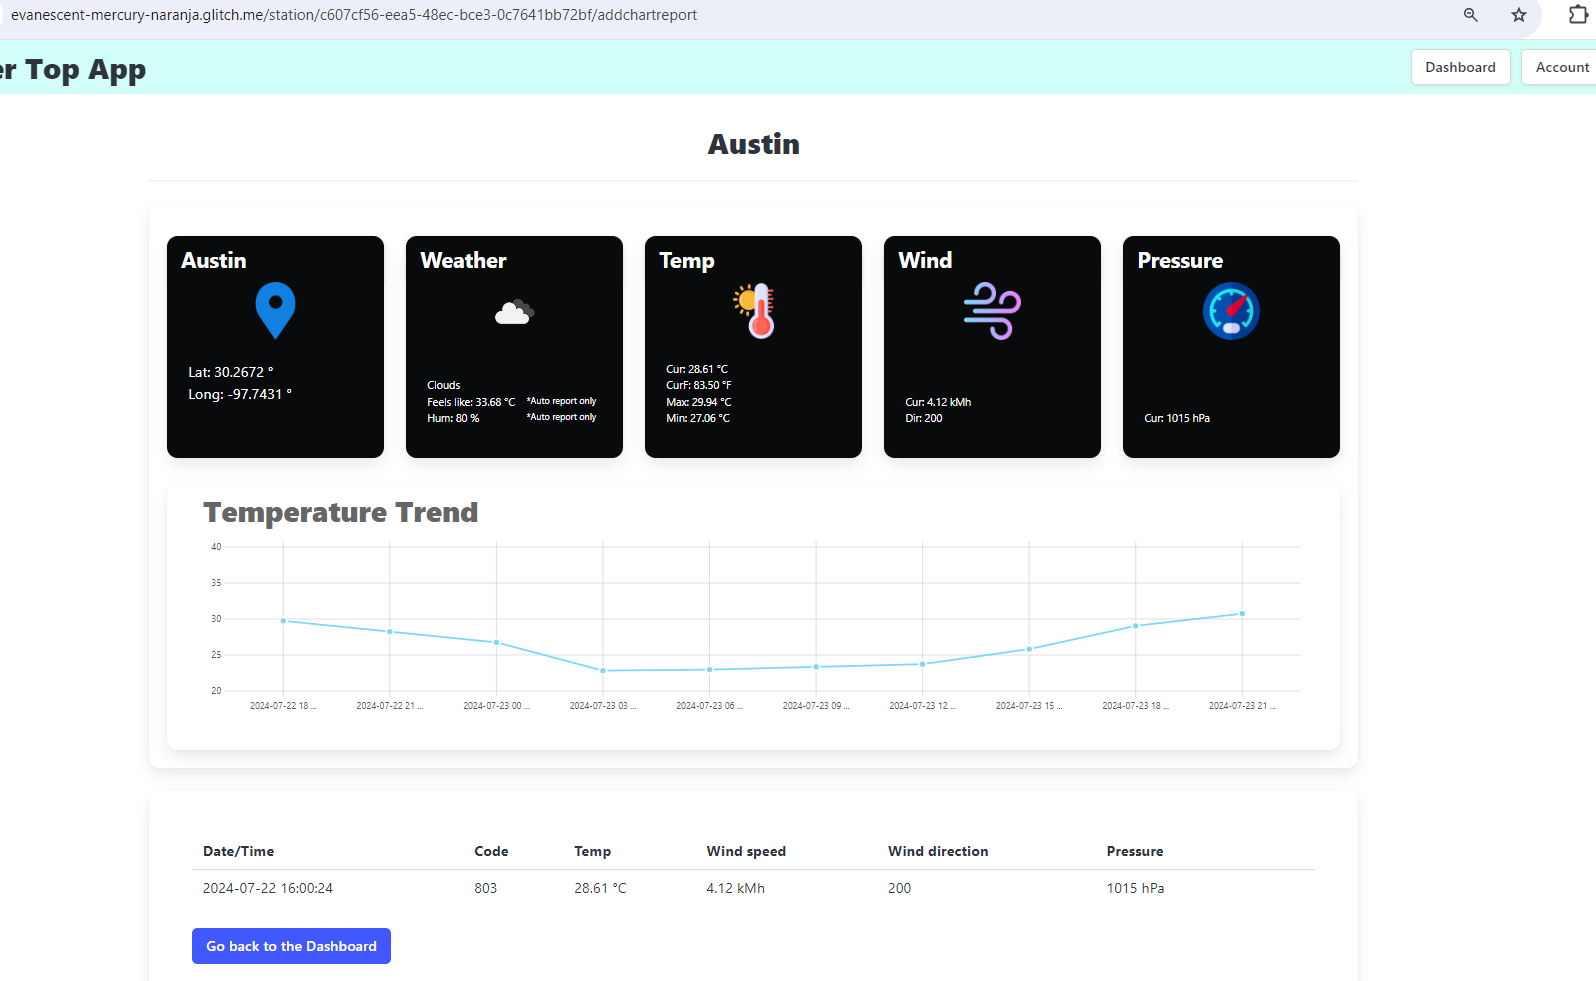 evanescent-mercury-naranja.glitch.me/station/c607cf56-eea5-48ec-bce3-0c7641bb72bf/addchartreport
er Top App
Dashboard
Account
Austin
Austin
Lat: 30.2672 °
Long: -97.7431 °
Weather
Clouds
Feels like: 33.68 °C *Auto report only
Hum: 80 % *Auto report only
Temp
Cur: 28.61 °C
CurF: 83.50 °F
Max: 29.94 °C
Min: 27.06 °C
Wind
Cur: 4.12 kMh
Dir: 200
Pressure
Cur: 1015 hPa
Temperature Trend
40
35
30
25
20
2024-07-22 18 ... 2024-07-22 21 ... 2024-07-23 00 ... 2024-07-23 03 ... 2024-07-23 06 ... 2024-07-23 09 ... 2024-07-23 12 ... 2024-07-23 15 ... 2024-07-23 18 ... 2024-07-23 21 ...
Date/Time Code Temp Wind speed Wind direction Pressure
2024-07-22 16:00:24 803 28.61 °C 4.12 kMh 200 1015 hPa
Go back to the Dashboard